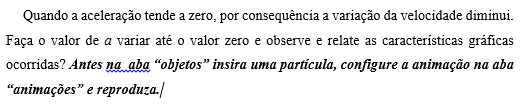 Quando a aceleração tende a zero, por consequência a variação da velocidade diminui.
Faça o valor de a variar até o valor zero e observe e relate as características gráficas
ocorridas? Antes na aba “objetos” insira uma partícula, configure a animação na aba
“animações” e reproduza.